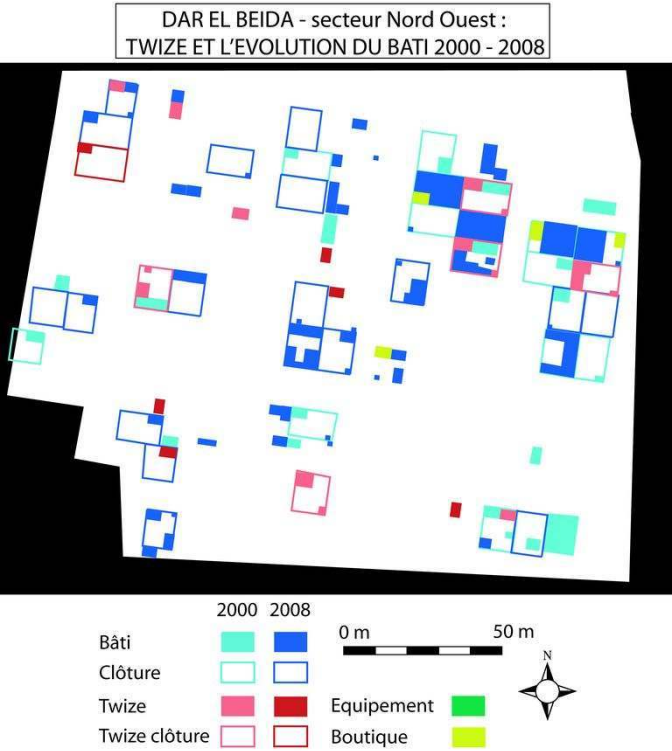 DAR EL BEIDA - secteur Nord Ouest :
TWIZE ET L'EVOLUTION DU BATI 2000 - 2008
2000 2008
0 m 50 m
Bâti
Clôture
N
Twize
Equipement
Twize clôture
Boutique